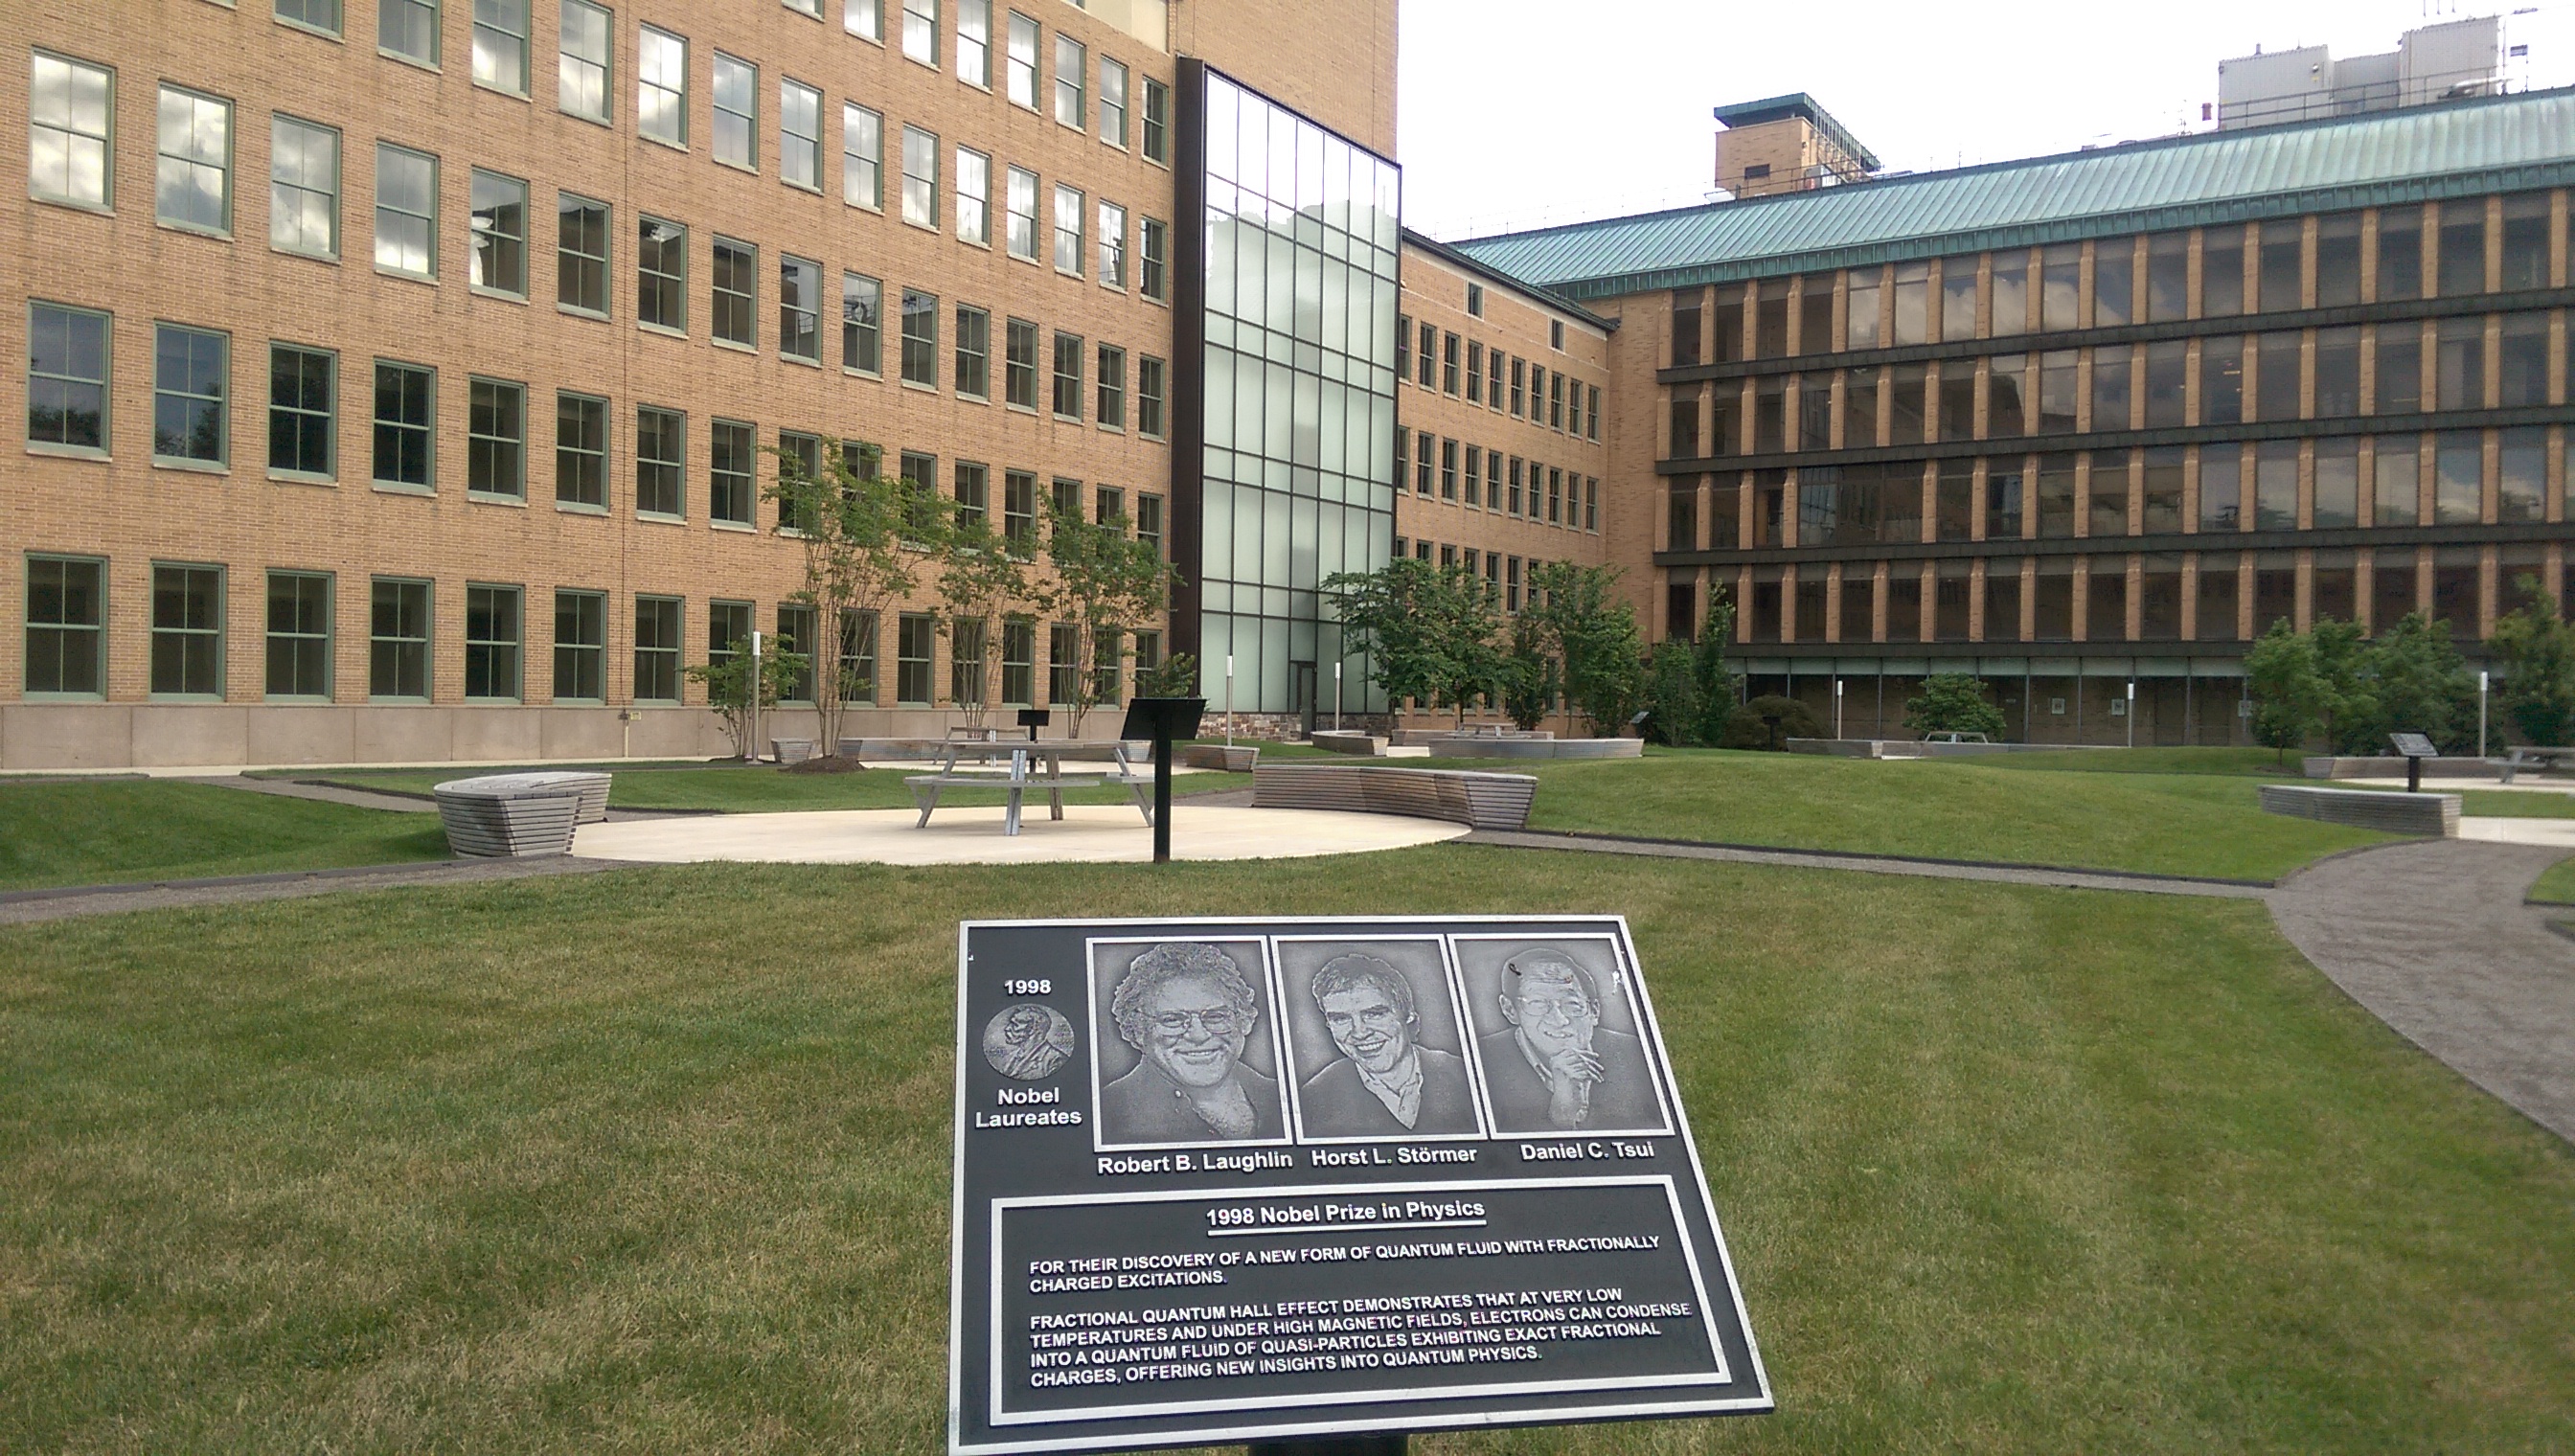 1998
Nobel
Laureates
Robert B. Laughlin Horst L. Störmer Daniel C. Tsui
1998 Nobel Prize in Physics
FOR THEIR DISCOVERY OF A NEW FORM OF QUANTUM FLUID WITH FRACTIONALLY
CHARGED EXCITATIONS.
FRACTIONAL QUANTUM HALL EFFECT DEMONSTRATES THAT AT VERY LOW
TEMPERATURES AND UNDER HIGH MAGNETIC FIELDS, ELECTRONS CAN CONDENSE
INTO A QUANTUM FLUID OF QUASI-PARTICLES EXHIBITING EXACT FRACTIONAL
CHARGES, OFFERING NEW INSIGHTS INTO QUANTUM PHYSICS.